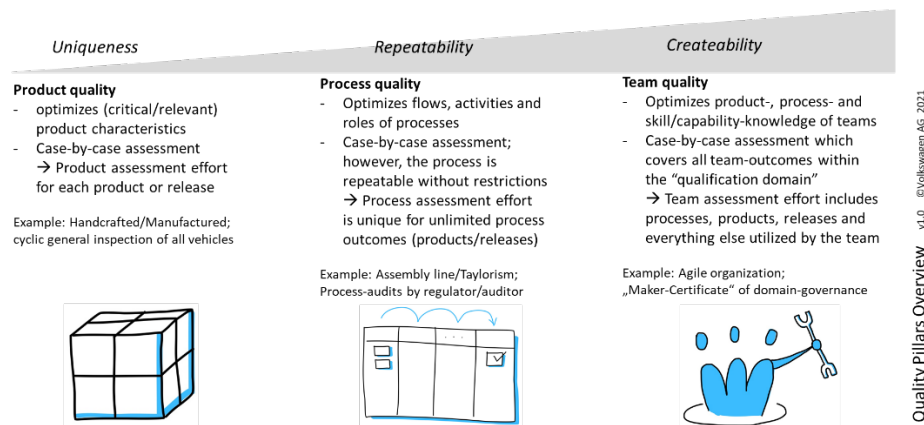 Uniqueness
Repeatability
Createability
Product quality
- optimizes (critical/relevant)
product characteristics
- Case-by-case assessment
→ Product assessment effort
for each product or release
Example: Handcrafted/Manufactured;
cyclic general inspection of all vehicles
Process quality
- Optimizes flows, activities and
roles of processes
- Case-by-case assessment;
however, the process is
repeatable without restrictions
→ Process assessment effort
is unique for unlimited process
outcomes (products/releases)
Example: Assembly line/Taylorism;
Process-audits by regulator/auditor
Team quality
- Optimizes product-, process- and
skill/capability-knowledge of teams
- Case-by-case assessment which
covers all team-outcomes within
the “qualification domain”
→ Team assessment effort includes
processes, products, releases and
everything else utilized by the team
Example: Agile organization;
„Maker-Certificate“ of domain-governance
Quality Pillars Overview v1.0 ©Volkswagen AG 2021